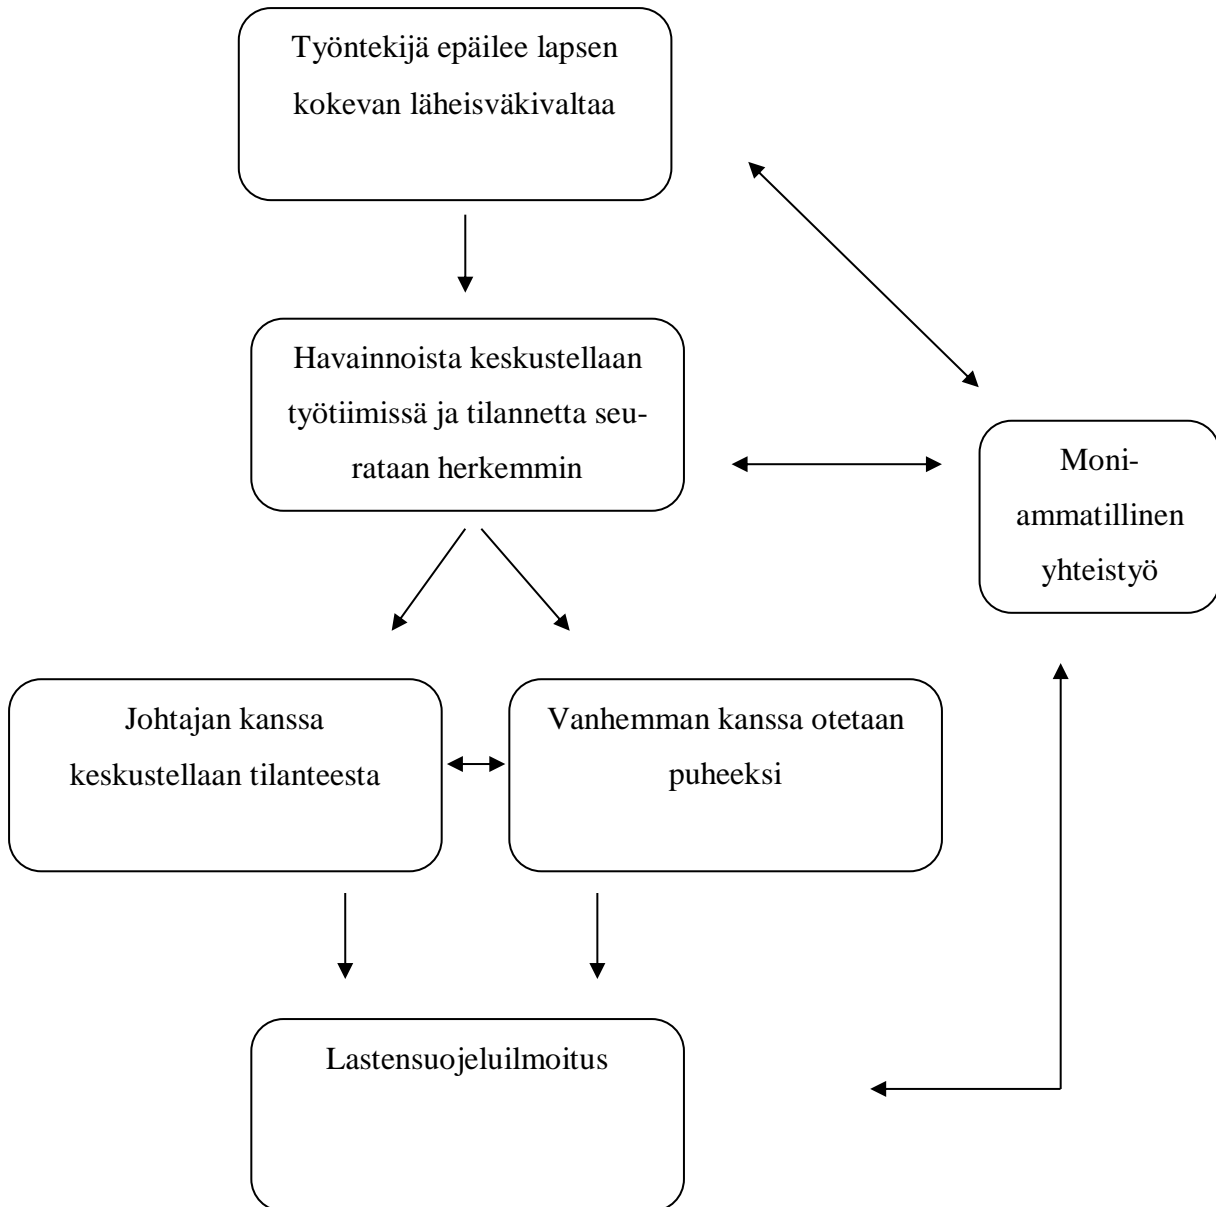 Työntekijä epäilee lapsen
kokevan läheisväkivaltaa
Havainnoista keskustellaan
työtiimissä ja tilannetta seu-
rataan herkemmin
Moni-
ammatillinen
yhteistyö
Johtajan kanssa
keskustellaan tilanteesta
Vanhemman kanssa otetaan
puheeksi
Lastensuojeluilmoitus